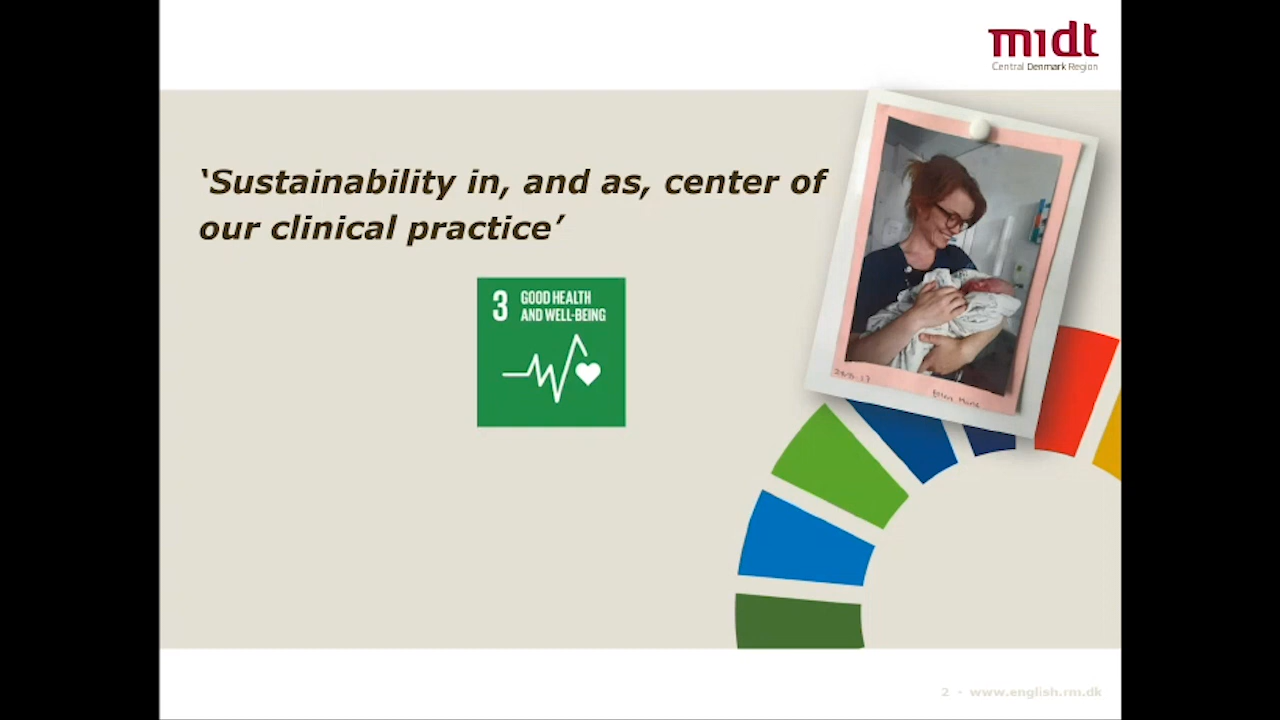 midt
Central Denmark Region
‘Sustainability in, and as, center of
our clinical practice’
3 GOOD HEALTH
AND WELL-BEING
2 - www.english.rm.dk